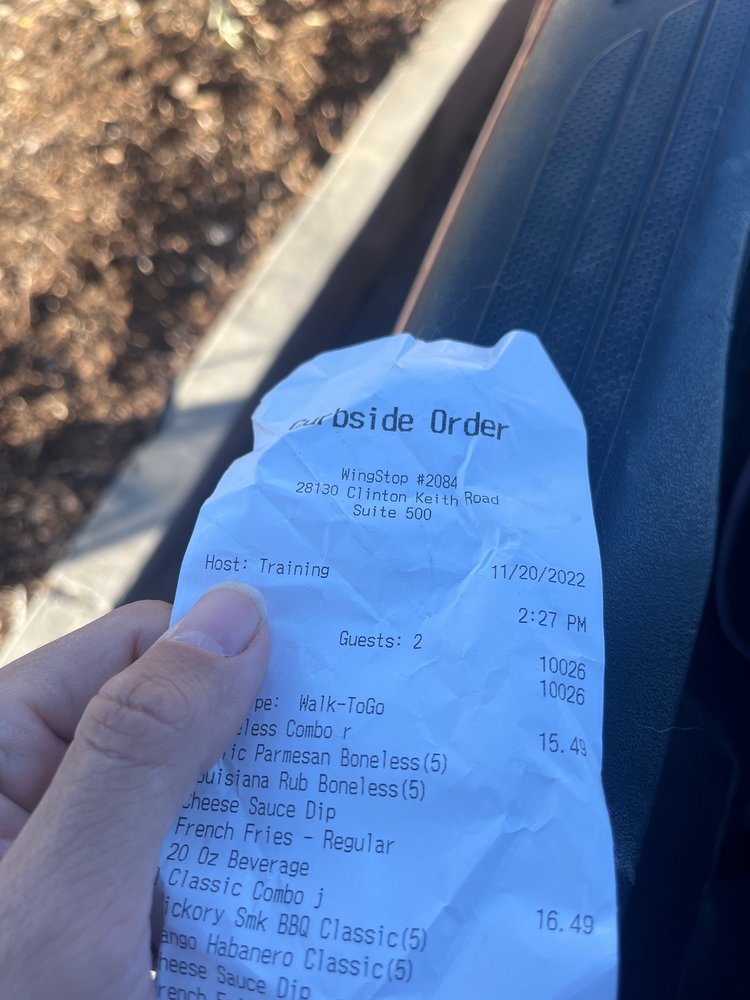 Curbside Order
WingStop #2084
28130 Clinton Keith Road
Suite 500
Host: Training 11/20/2022
2:27 PM
Guests: 2
10026
10026
pe: Walk-ToGo
eless Combo r 15.49
ic Parmesan Boneless(5)
ouisiana Rub Boneless(5)
Cheese Sauce Dip
French Fries - Regular
20 Oz Beverage
Classic Combo j 16.49
ickory Smk BBQ Classic(5)
ango Habanero Classic(5)
heese Sauce Dip
rench